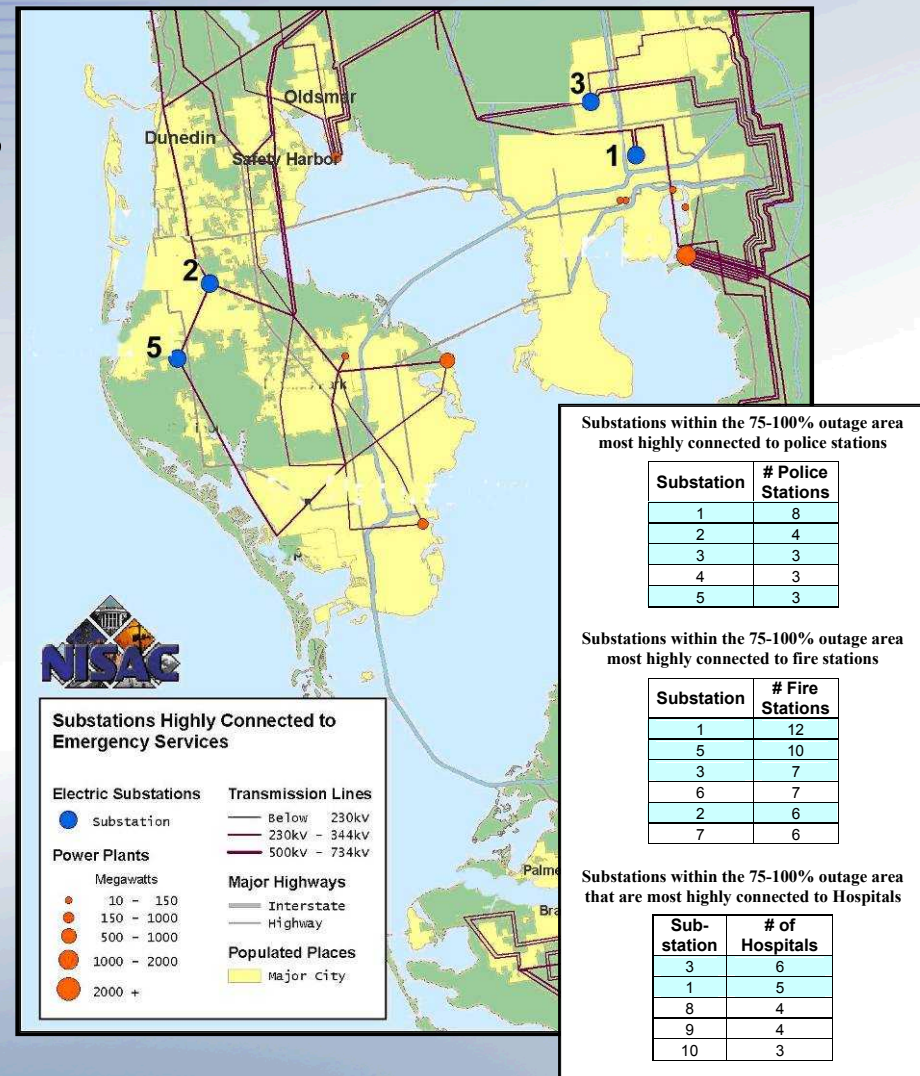 Oldsmar
Dunedin
Safety Harbor
3
1
2
5
NISAC
Substations Highly Connected to
Emergency Services
Electric Substations
Substation
Power Plants
Megawatts
10 - 150
150 - 1000
500 - 1000
1000 - 2000
2000 +
Transmission Lines
Below 230kv
230kv - 344kv
500kv - 734kv
Major Highways
Interstate
Highway
Populated Places
Major City
Palme
Bra
Substations within the 75-100% outage area
most highly connected to police stations
Substation # Police
Stations
1 8
2 4
3 3
4 3
5 3
Substations within the 75-100% outage area
most highly connected to fire stations
Substation # Fire
Stations
1 12
5 10
3 7
6 7
2 6
7 6
Substations within the 75-100% outage area
that are most highly connected to Hospitals
Sub- # of
station Hospitals
3 6
1 5
8 4
9 4
10 3